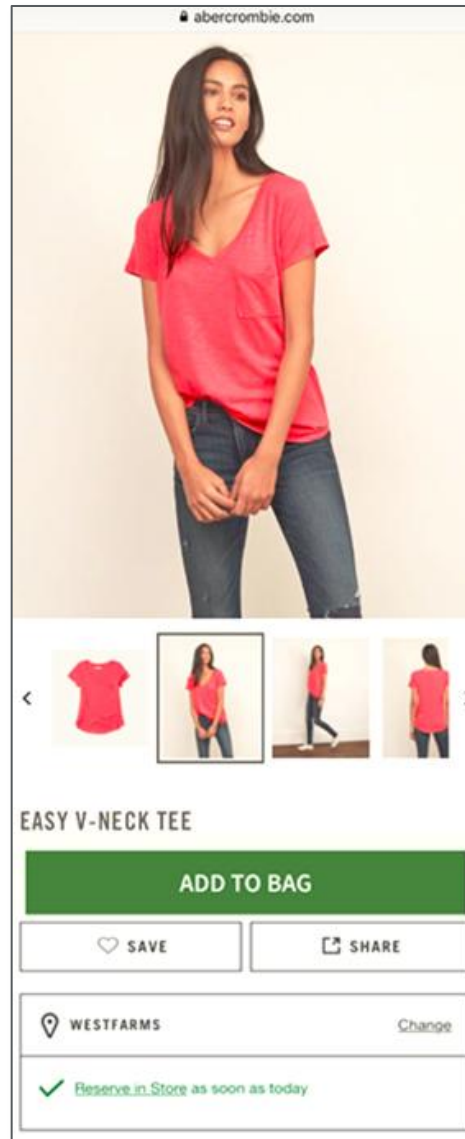 abercrombie.com
EASY V-NECK TEE
ADD TO BAG
SAVE
SHARE
WESTFARMS
Change
Reserve in Store as soon as today